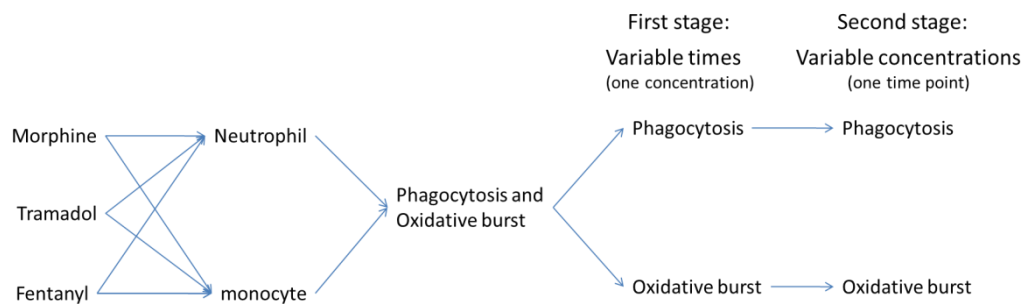 First stage:
Second stage:
Variable times
(one concentration)
Variable concentrations
(one time point)
Morphine
Neutrophil
Phagocytosis
Phagocytosis
Tramadol
Phagocytosis and
Oxidative burst
Fentanyl
monocyte
Oxidative burst
Oxidative burst